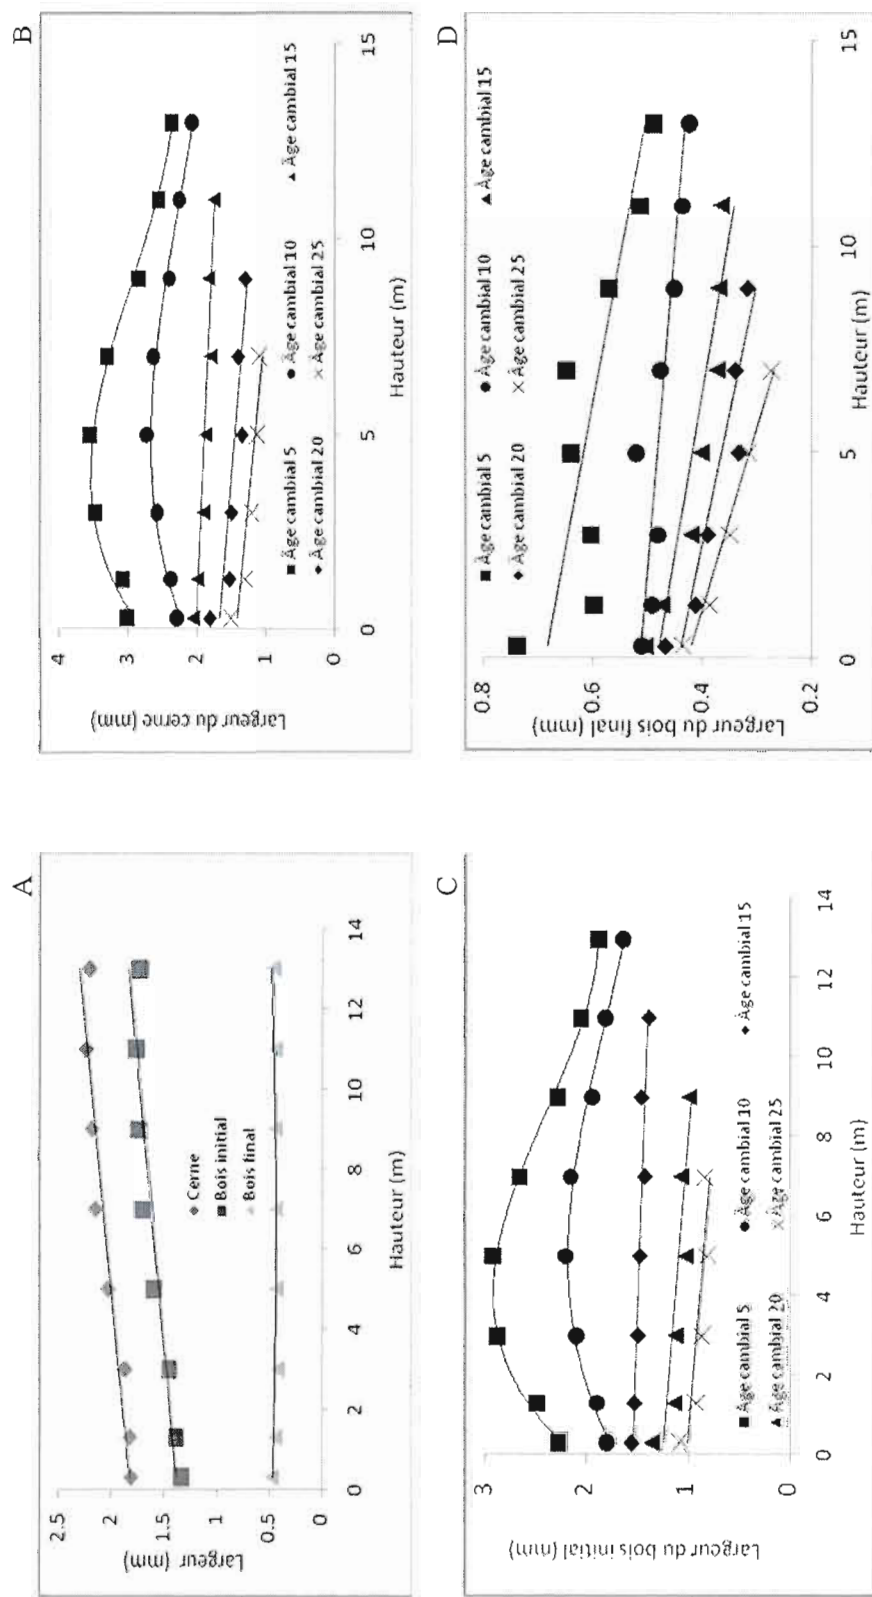 A
Largeur (mm)
2.5
2
1.5
1
0.5
0
0 2 4 6 8 10 12 14
Hauteur (m)
Cerne
Bois initial
Bois final
B
Largeur du cerne (mm)
4
3
2
1
0
0 5 10 15
Hauteur (m)
Âge cambial 5
Âge cambial 10
Âge cambial 15
Âge cambial 20
Âge cambial 25
C
Largeur du bois initial (mm)
3
2
1
0
0 2 4 6 8 10 12 14
Hauteur (m)
Âge cambial 5
Âge cambial 10
Âge cambial 15
Âge cambial 20
Âge cambial 25
D
Largeur du bois final (mm)
0.8
0.6
0.4
0.2
0 5 10 15
Hauteur (m)
Âge cambial 5
Âge cambial 10
Âge cambial 15
Âge cambial 20
Âge cambial 25